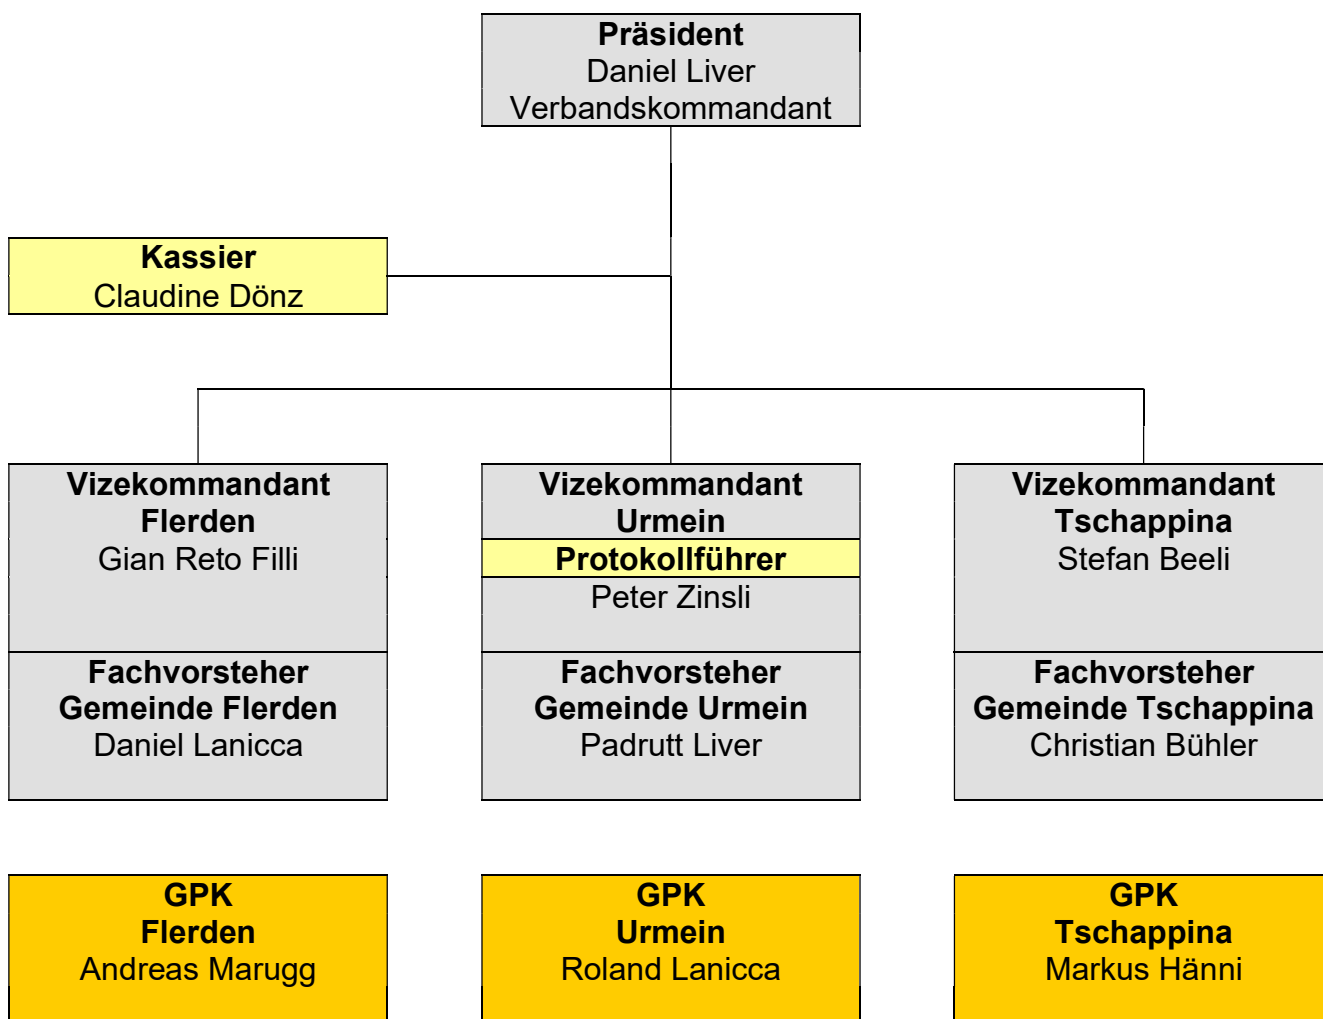 Präsident
Daniel Liver
Verbandskommandant
Kassier
Claudine Dönz
Vizekommandant
Flerden
Gian Reto Filli
Fachvorsteher
Gemeinde Flerden
Daniel Lanicca
Vizekommandant
Urmein
Protokollführer
Peter Zinsli
Fachvorsteher
Gemeinde Urmein
Padrutt Liver
Vizekommandant
Tschappina
Stefan Beeli
Fachvorsteher
Gemeinde Tschappina
Christian Bühler
GPK
Flerden
Andreas Marugg
GPK
Urmein
Roland Lanicca
GPK
Tschappina
Markus Hänni